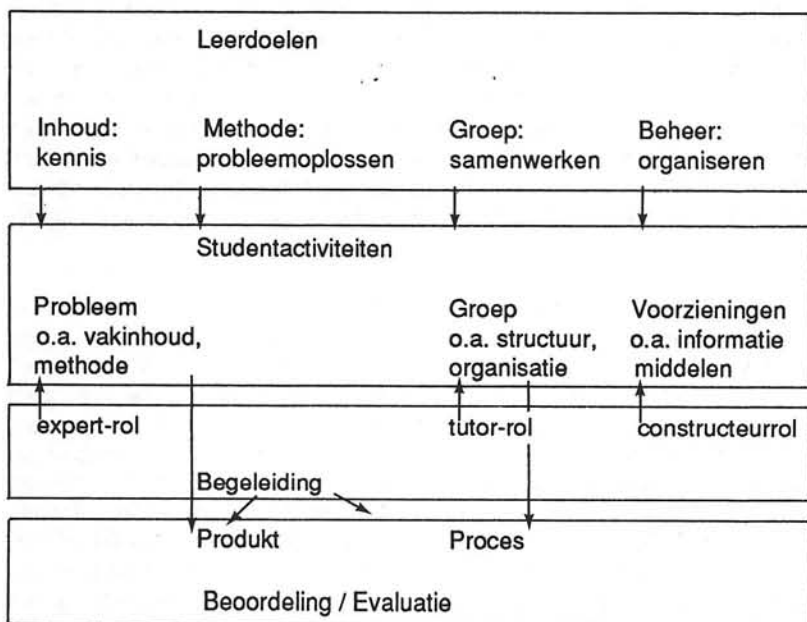 Leerdoelen
Inhoud: Methode: Groep: Beheer:
kennis probleemoplossen samenwerken organiseren
Studentactiviteiten
Probleem Groep Voorzieningen
o.a. vakinhoud, o.a. structuur, o.a. informatie
methode organisatie middelen
expert-rol tutor-rol constructeurrol
Begeleiding
Produkt Proces
Beoordeling / Evaluatie